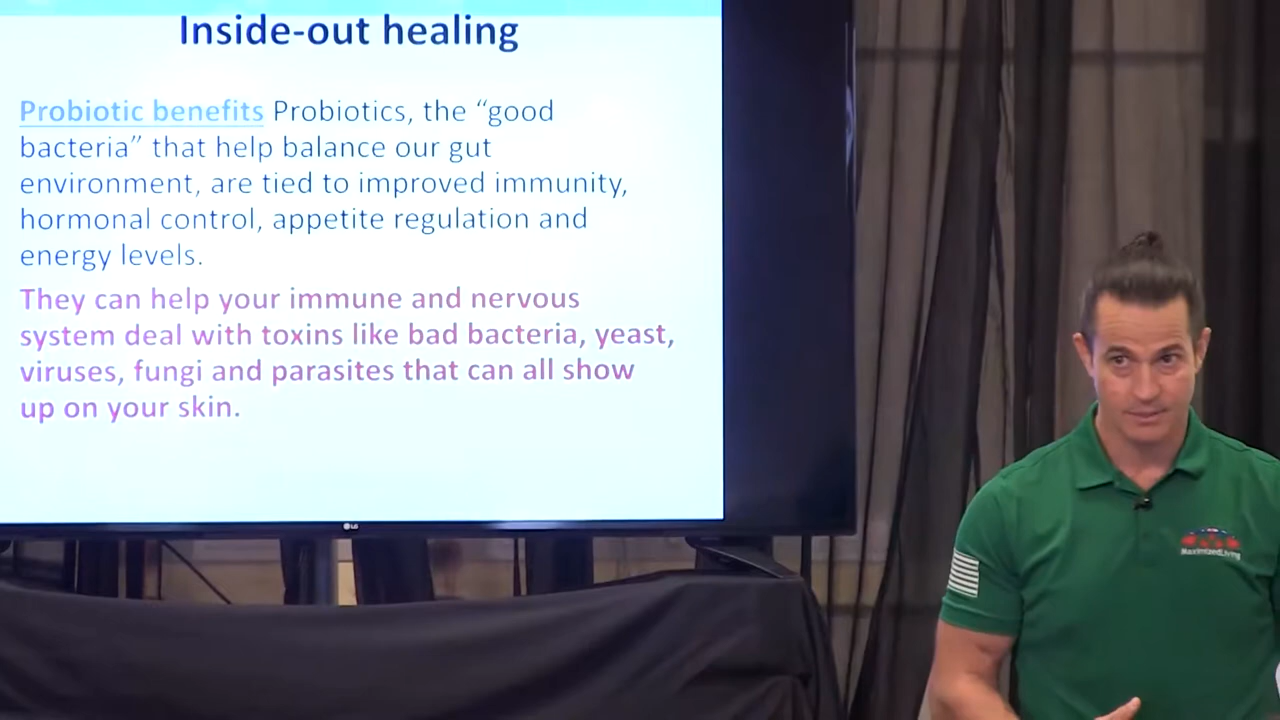 Inside-out healing
Probiotic benefits Probiotics, the “good
bacteria” that help balance our gut
environment, are tied to improved immunity,
hormonal control, appetite regulation and
energy levels.
They can help your immune and nervous
system deal with toxins like bad bacteria, yeast,
viruses, fungi and parasites that can all show
up on your skin.
LG
MaximizedLiving